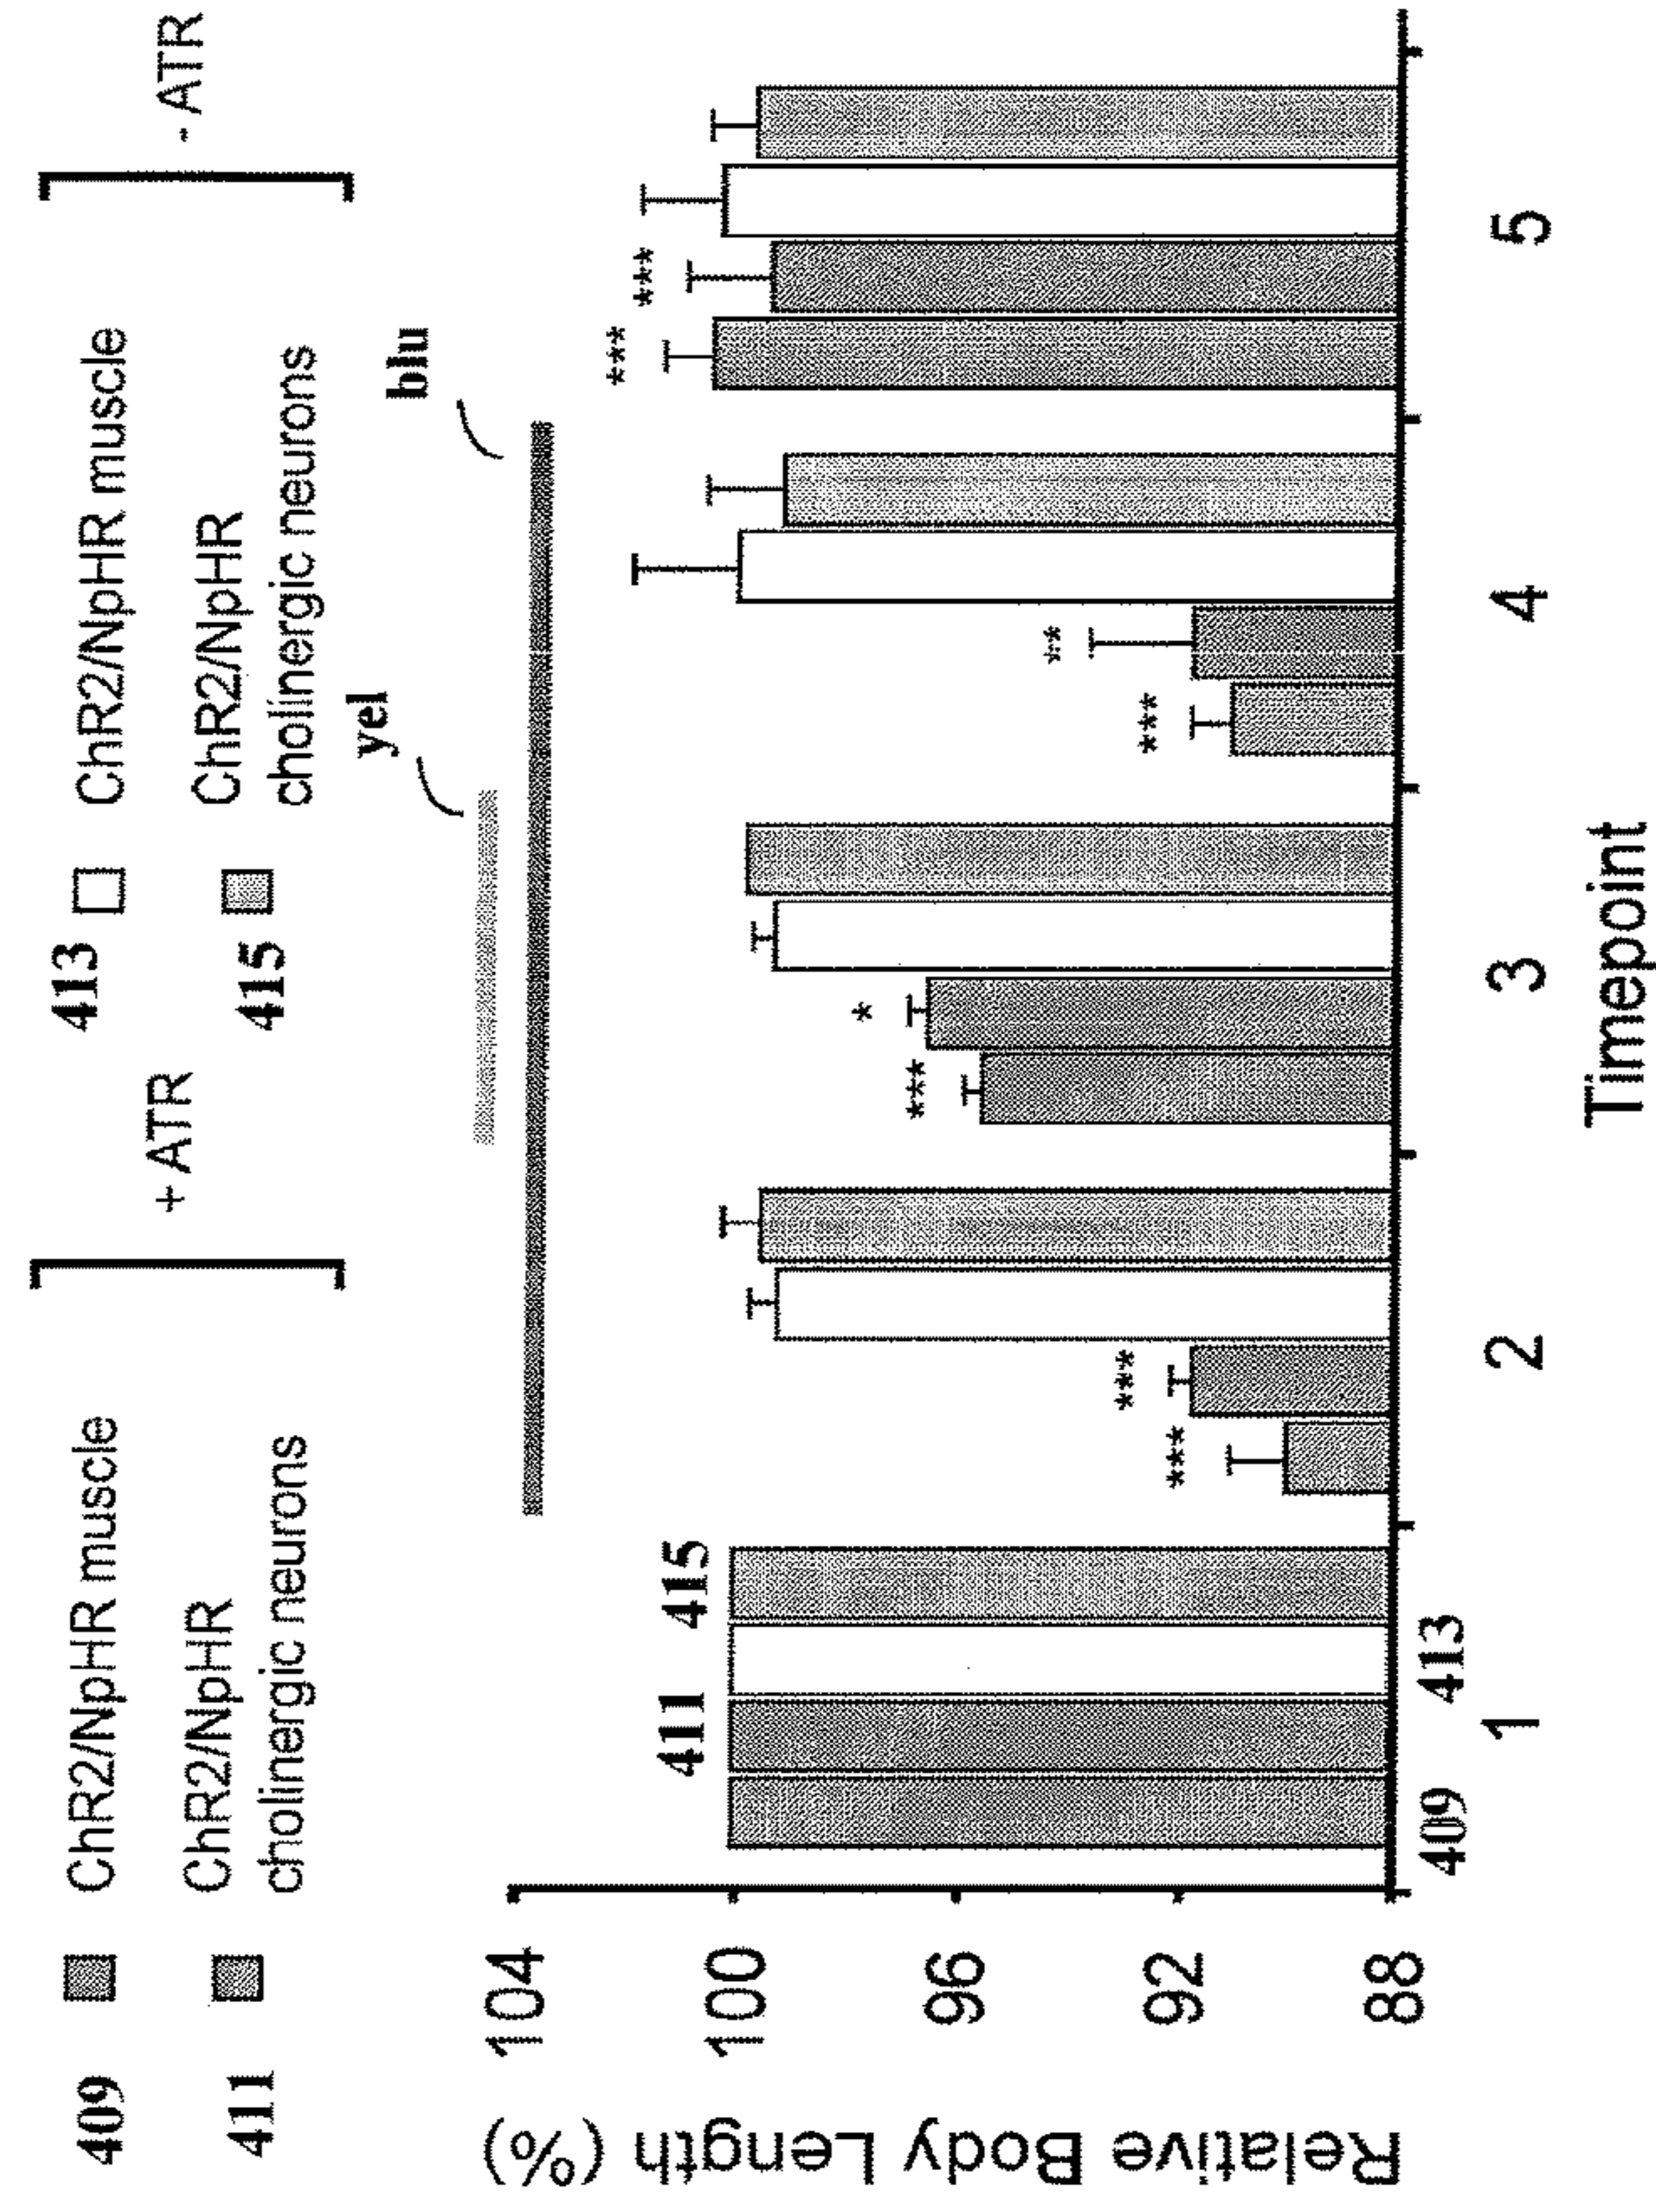 409 ChR2/NpHR muscle
411 ChR2/NpHR
cholinergic neurons
+ ATR
413 ChR2/NpHR muscle
415 ChR2/NpHR
cholinergic neurons
- ATR
yel
blu
Relative Body Length (%)
104
100
96
92
88
411
415
409
413
***
***
***
*
***
**
***
***
1
2
3
4
5
Timepoint